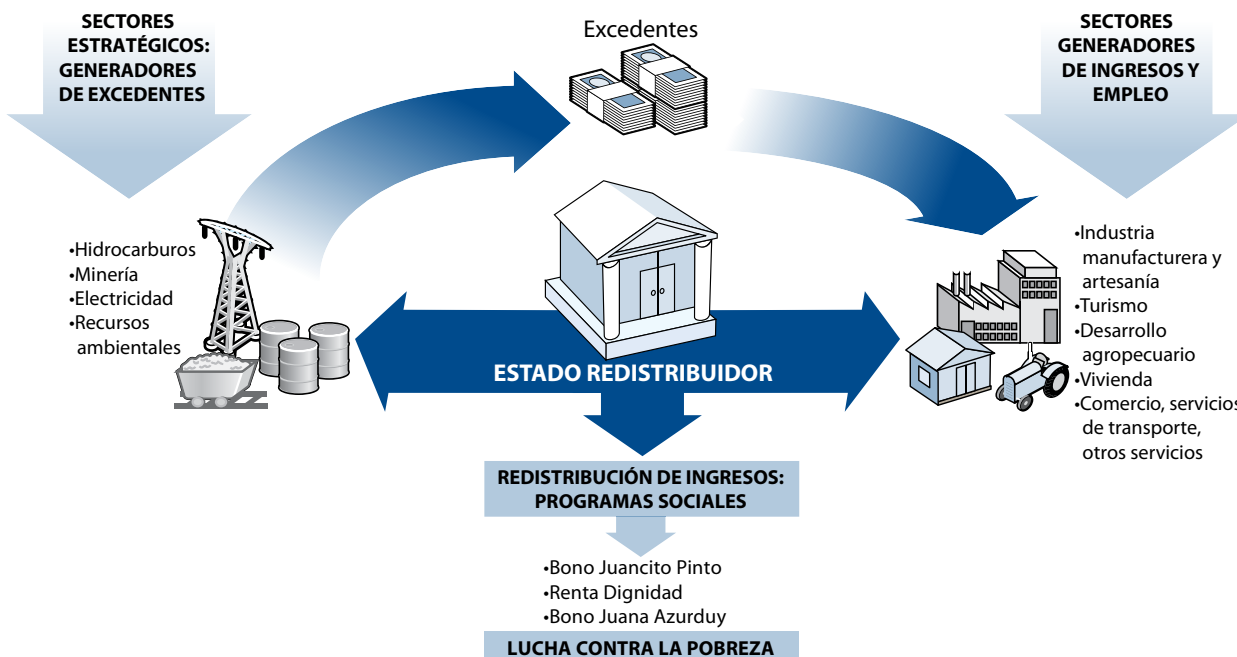 SECTORES
ESTRATÉGICOS:
GENERADORES
DE EXCEDENTES
Excedentes
SECTORES
GENERADORES
DE INGRESOS Y
EMPLEO
•Hidrocarburos
•Minería
•Electricidad
•Recursos
ambientales
•Industria
manufacturera y
artesanía
•Turismo
•Desarrollo
agropecuario
•Vivienda
•Comercio, servicios
de transporte,
otros servicios
ESTADO REDISTRIBUIDOR
REDISTRIBUCIÓN DE INGRESOS:
PROGRAMAS SOCIALES
•Bono Juancito Pinto
•Renta Dignidad
•Bono Juana Azurduy
LUCHA CONTRA LA POBREZA